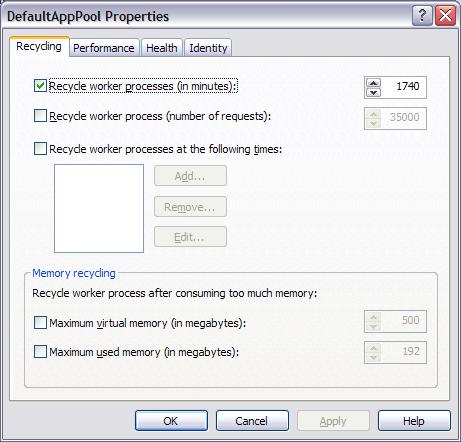 DefaultAppPool Properties
Recycling Performance Health Identity
Recycle worker processes (in minutes): 1740
Recycle worker process (number of requests): 35000
Recycle worker processes at the following times:
Add...
Remove...
Edit...
Memory recycling
Recycle worker process after consuming too much memory:
Maximum virtual memory (in megabytes): 500
Maximum used memory (in megabytes): 192
OK Cancel Apply Help